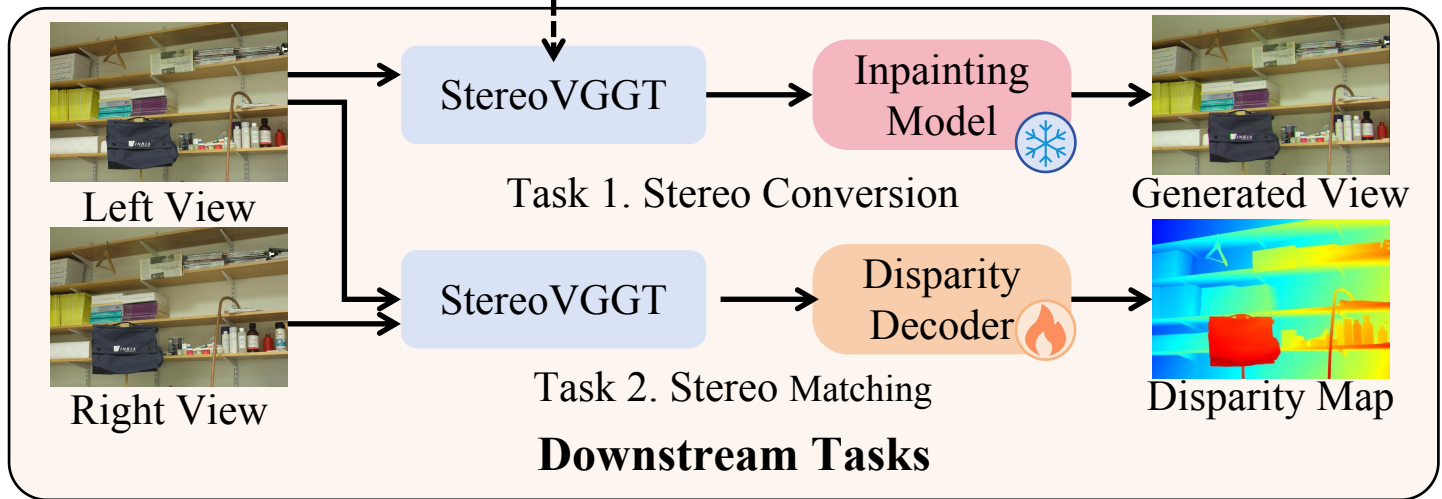 StereoVGGT
Inpainting
Model
Left View
Task 1. Stereo Conversion
Generated View
StereoVGGT
Disparity
Decoder
Right View
Task 2. Stereo Matching
Disparity Map
Downstream Tasks